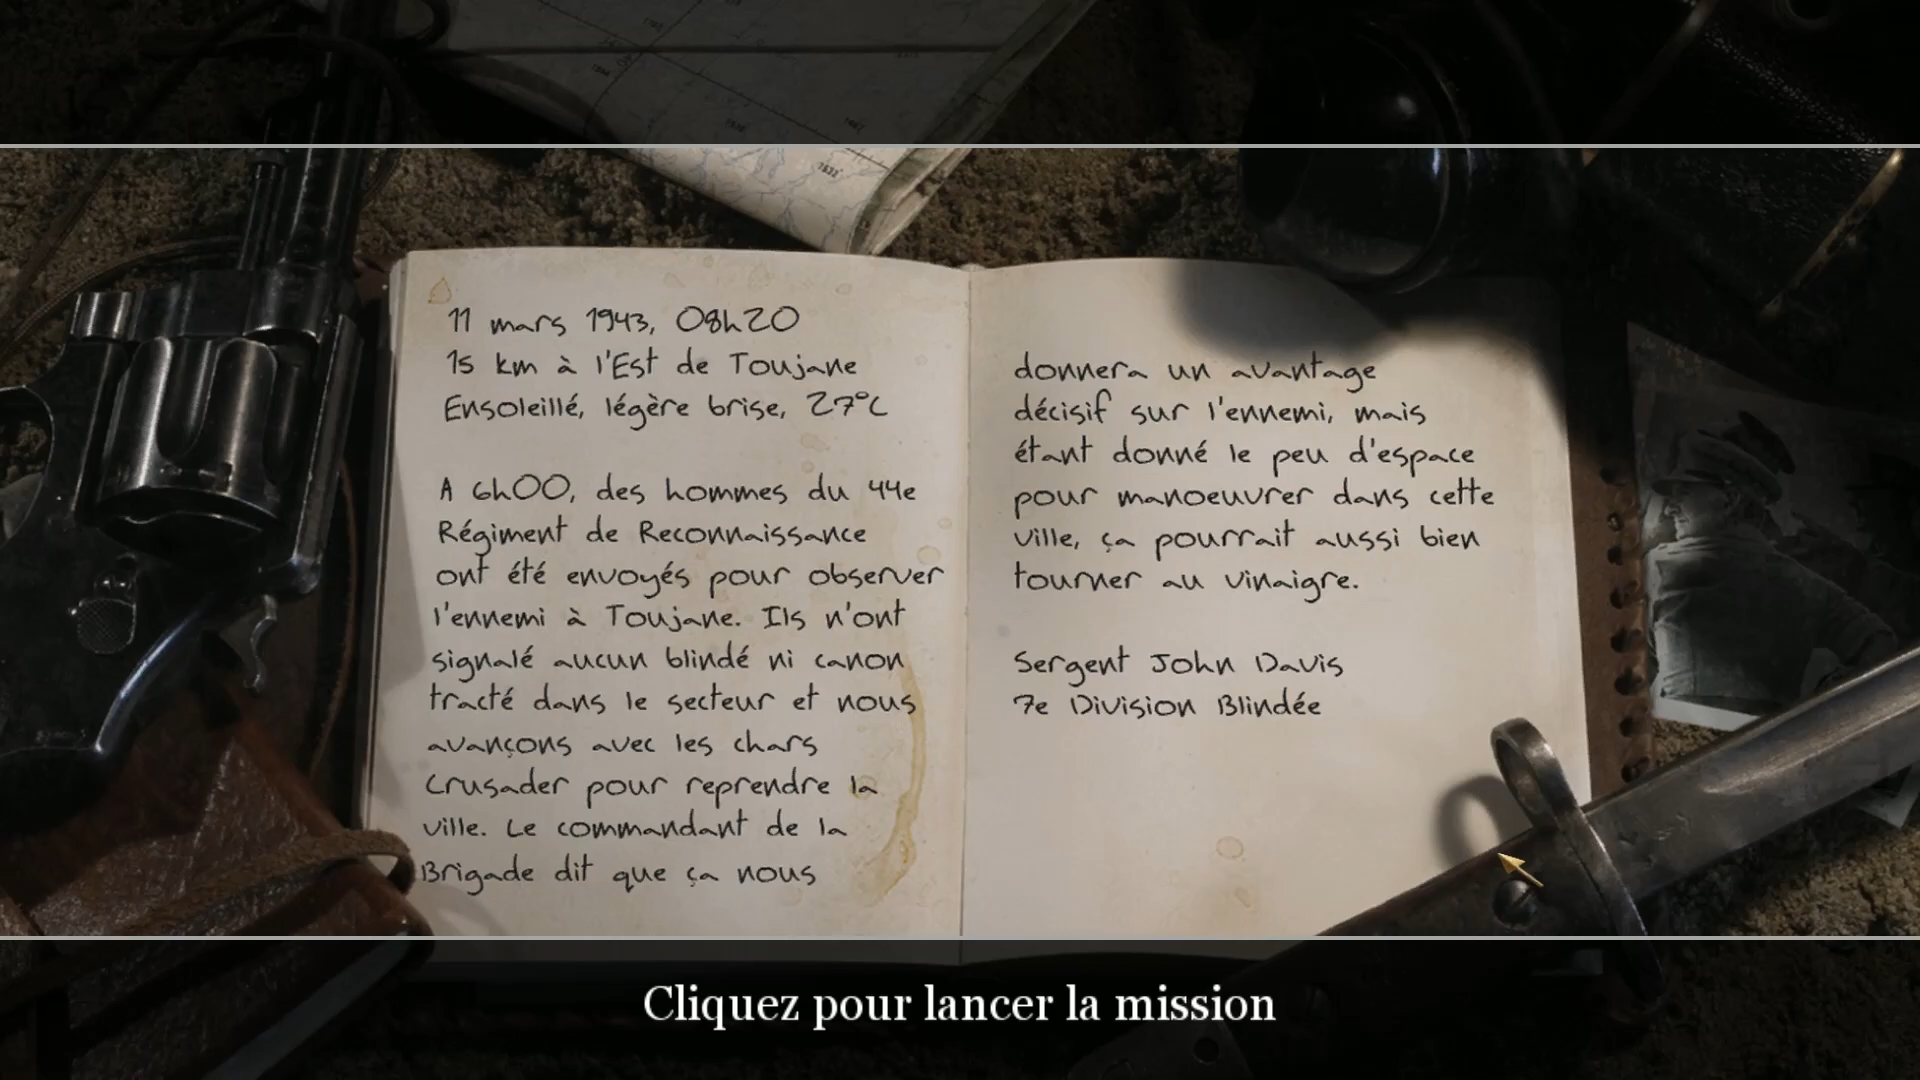 11 mars 1943, 08h20
15 km à l'Est de Toujane
Ensoleillé, légère brise, 27°C
A 6h00, des hommes du 44e
Régiment de Reconnaissance
ont été envoyés pour observer
l'ennemi à Toujane. Ils n'ont
signalé aucun blindé ni canon
tracté dans le secteur et nous
avançons avec les chars
Crusader pour reprendre la
ville. Le commandant de la
Brigade dit que ça nous
donnera un avantage
décisif sur l'ennemi, mais
étant donné le peu d'espace
pour manoeuvrer dans cette
ville, ça pourrait aussi bien
tourner au vinaigre.
Sergent John Davis
7e Division Blindée
Cliquez pour lancer la mission